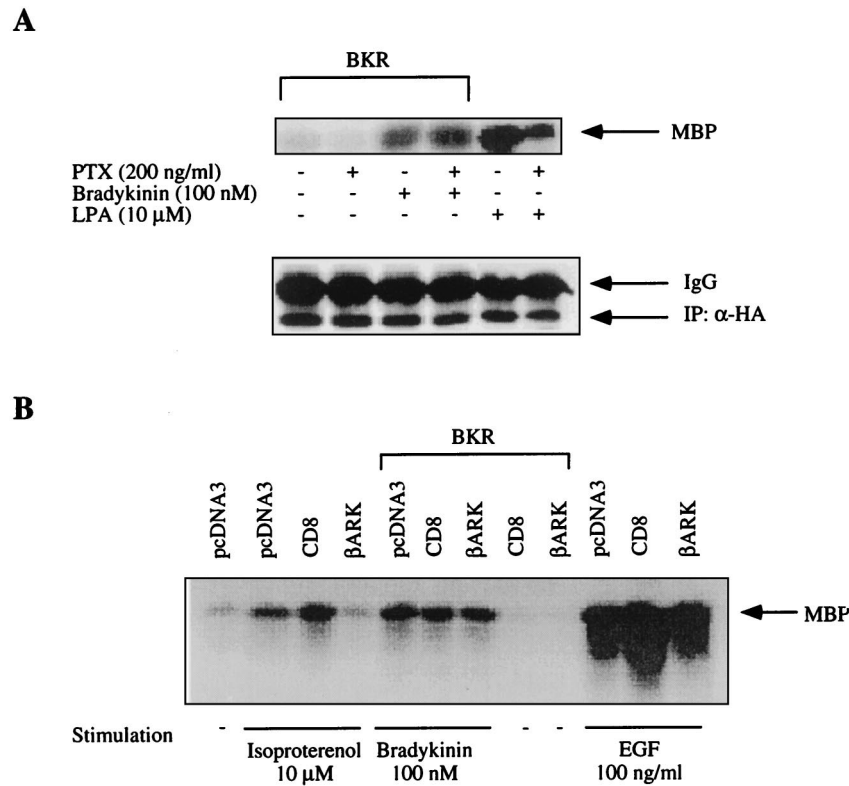 A
BKR
MBP
PTX (200 ng/ml) - + - + - +
Bradykinin (100 nM) - - + + - -
LPA (10 μM) - - - - + +
IgG
IP: α-HA
B
BKR
pcDNA3 pcDNA3 CD8 βARK pcDNA3 CD8 βARK CD8 βARK pcDNA3 CD8 βARK
MBP
Stimulation - Isoproterenol 10 μM Bradykinin 100 nM - - EGF 100 ng/ml